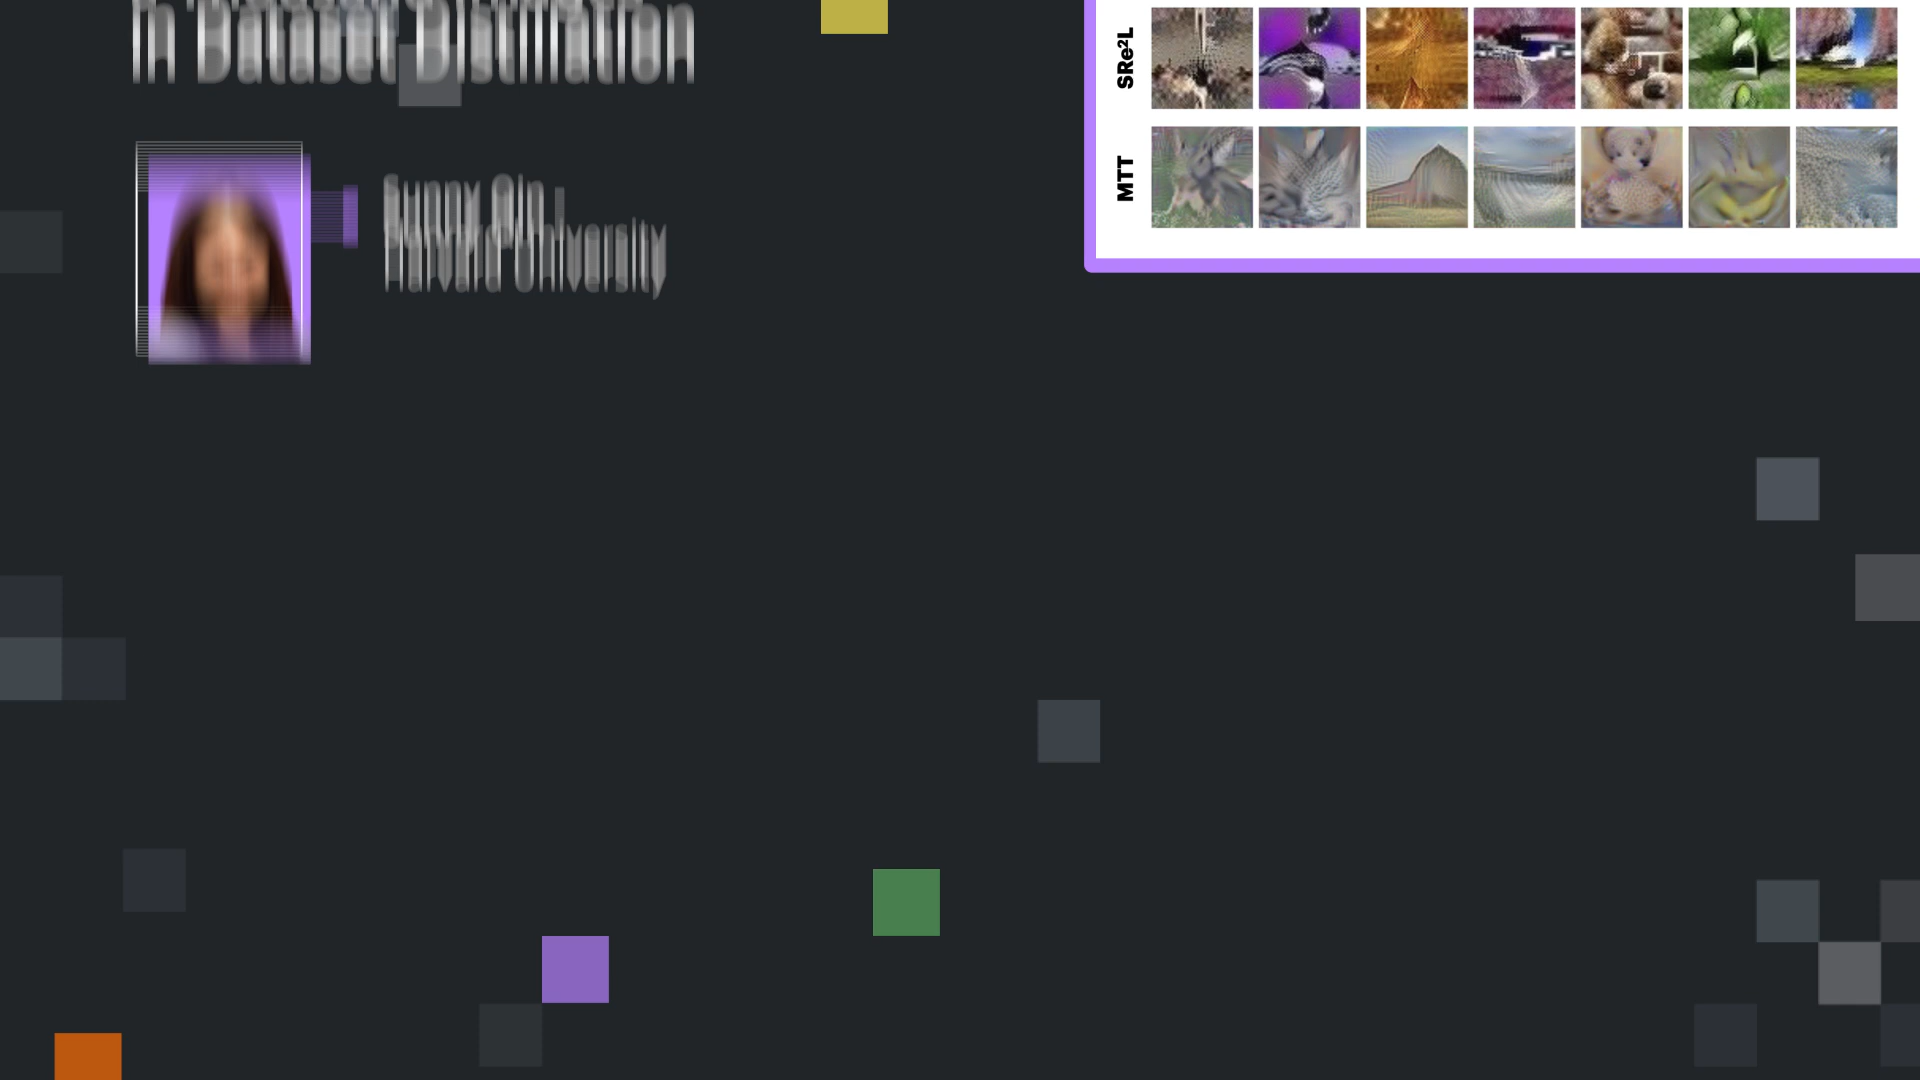 in Dataset Distillation
Sunny Qin |
Harvard University
SRe²L
MTT